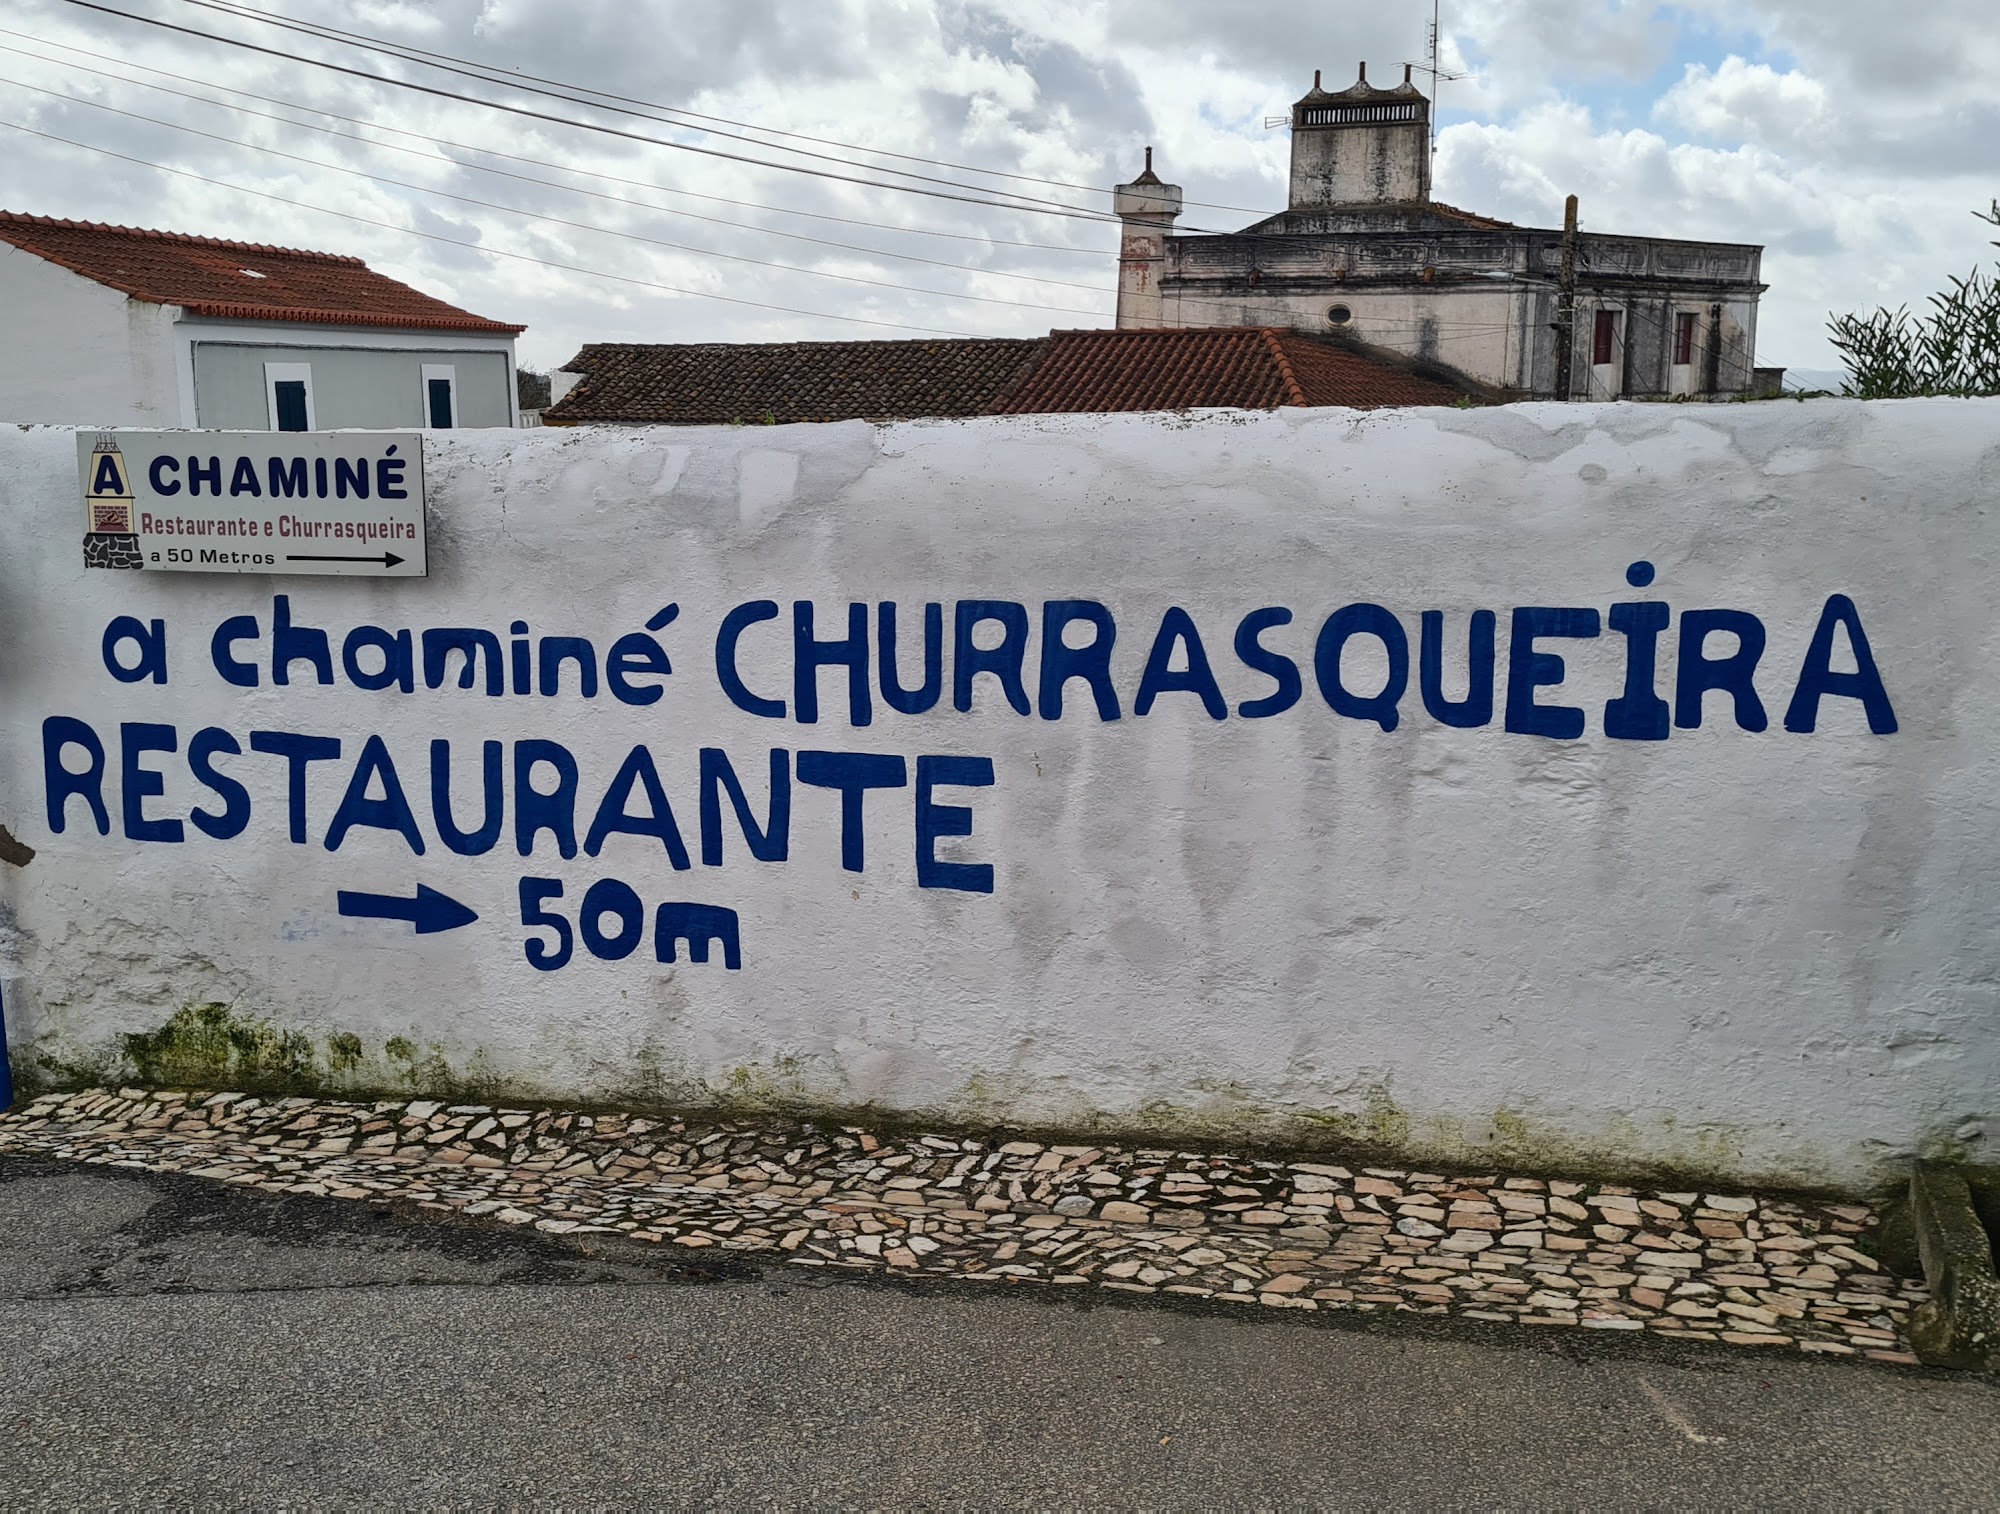 A CHAMINÉ
Restaurante e Churrasqueira
a 50 Metros
a chaminé CHURRASQUEiRA
RESTAURANTE
50m